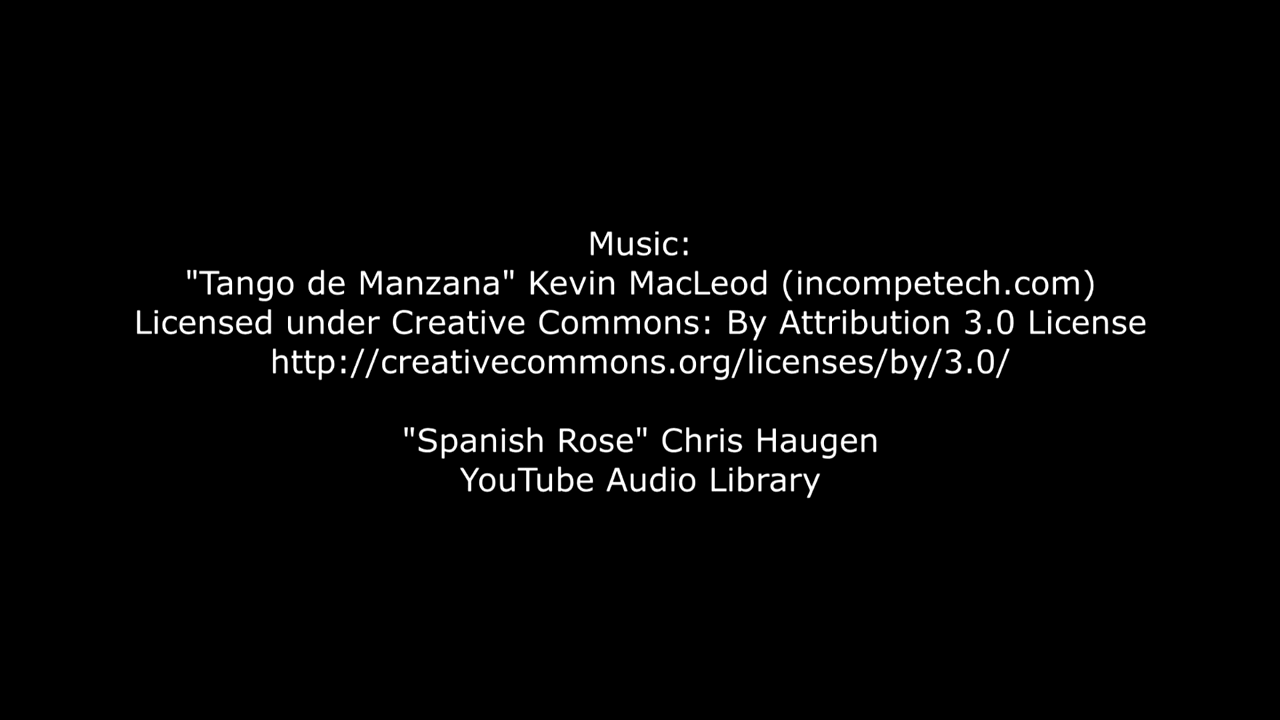 Music:
"Tango de Manzana" Kevin MacLeod (incompetech.com)
Licensed under Creative Commons: By Attribution 3.0 License
http://creativecommons.org/licenses/by/3.0/
"Spanish Rose" Chris Haugen
YouTube Audio Library